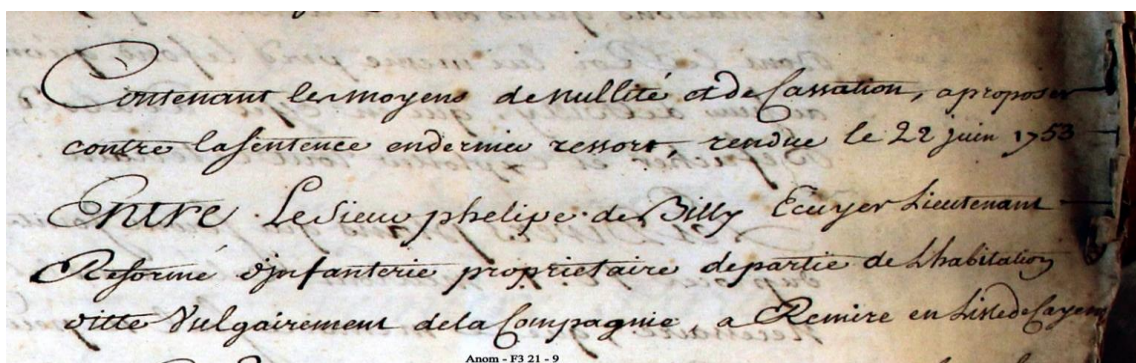 Contenant les moyens de nullité et de Cassation, a proposer
contre la Sentence en dernier ressort, rendue le 22 juin 1753
Entre Le Sieur phelipe de Billy Ecuyer Lieutenant
Reformé d'infanterie proprietaire de partie de L'habitation
ditte Vulgairement de la Compagnie, a Remire en L'isle de Cayenne
Anom - F3 21 - 9